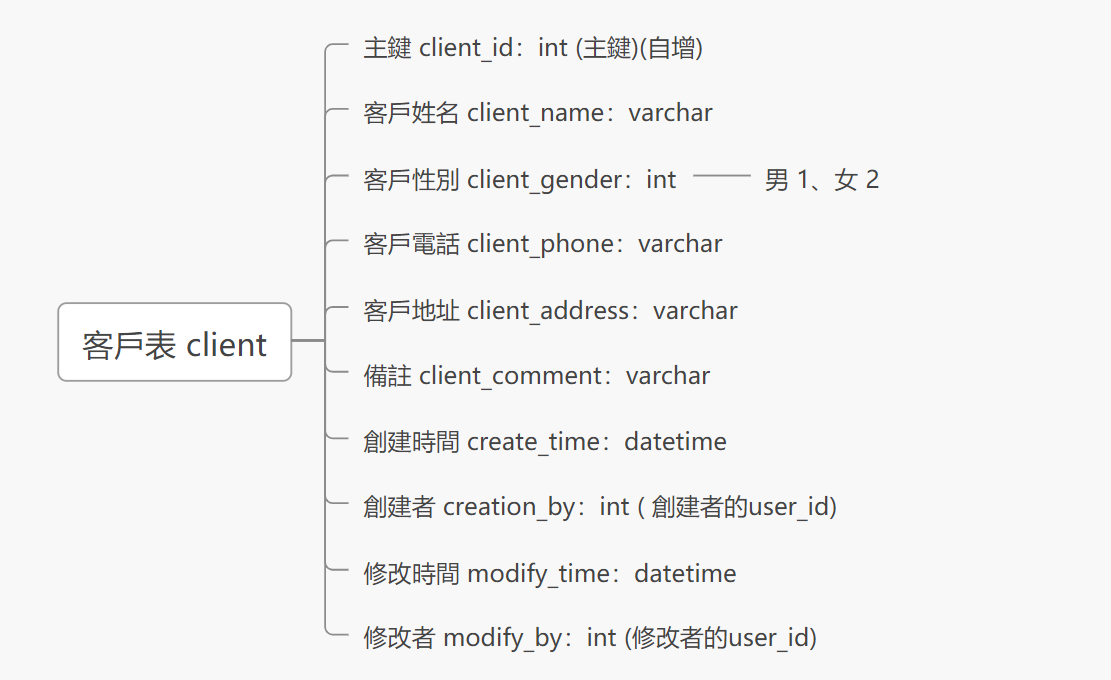 主鍵 client_id：int (主鍵)(自增)
客戶姓名 client_name：varchar
客戶性別 client_gender：int
男 1、女 2
客戶電話 client_phone：varchar
客戶地址 client_address：varchar
客戶表 client
備註 client_comment：varchar
創建時間 create_time：datetime
創建者 creation_by：int ( 創建者的user_id)
修改時間 modify_time：datetime
修改者 modify_by：int (修改者的user_id)